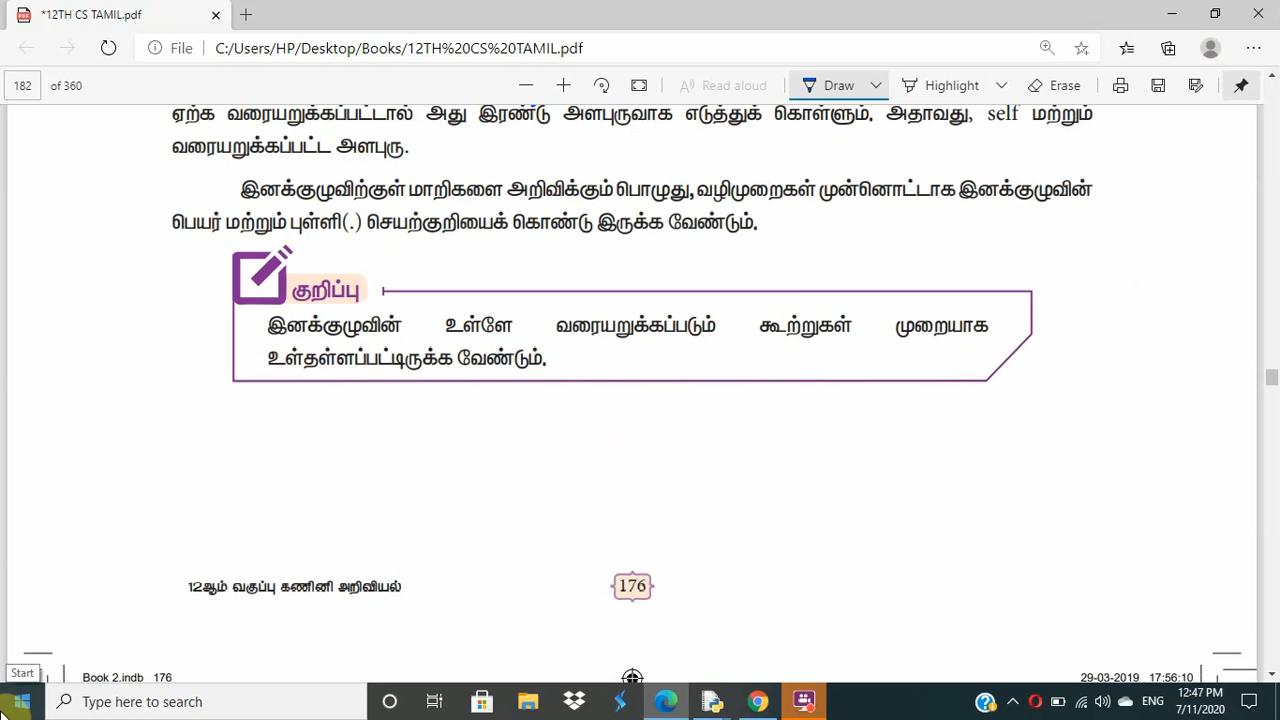 *12TH CS TAMIL.pdf
File C:/Users/HP/Desktop/Books/12TH%20CS%20TAMIL.pdf
182 of 360 Read aloud Draw Highlight Erase
ஏற்க வரையறுக்கப்பட்டால் அது இரண்டு அளபுருவாக எடுத்துக் கொள்ளும். அதாவது, self மற்றும்
வரையறுக்கப்பட்ட அளபுரு.
இனக்குழுவிற்குள் மாறிகளை அறிவிக்கும் பொழுது, வழிமுறைகள் முன்னொட்டாக இனக்குழுவின்
பெயர் மற்றும் புள்ளி(.) செயற்குறியைக் கொண்டு இருக்க வேண்டும்.
குறிப்பு
இனக்குழுவின் உள்ளே வரையறுக்கப்படும் கூற்றுகள் முறையாக
உள்தள்ளப்பட்டிருக்க வேண்டும்.
12ஆம் வகுப்பு கணினி அறிவியல் 176
Start
Book 2.indb 176 29-03-2019 17:56:10
Type here to search ENG 12:47 PM
7/11/2020